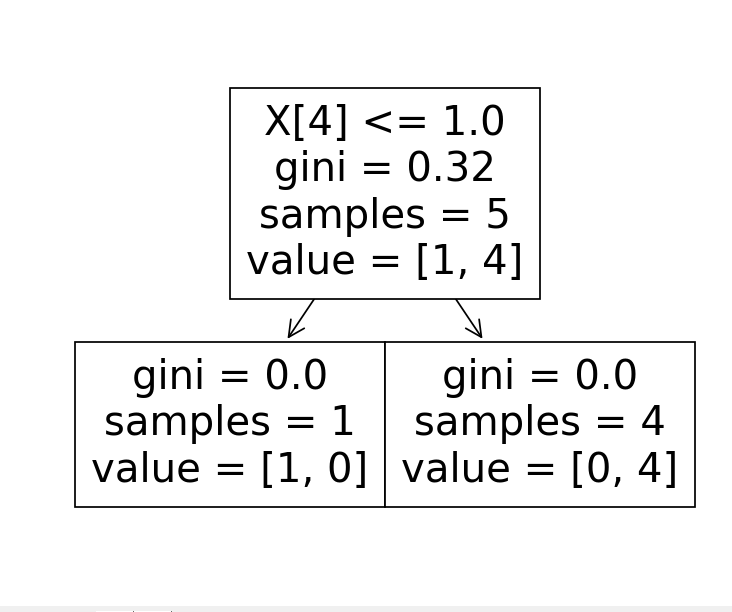 X[4] <= 1.0
gini = 0.32
samples = 5
value = [1, 4]
gini = 0.0
samples = 1
value = [1, 0]
gini = 0.0
samples = 4
value = [0, 4]